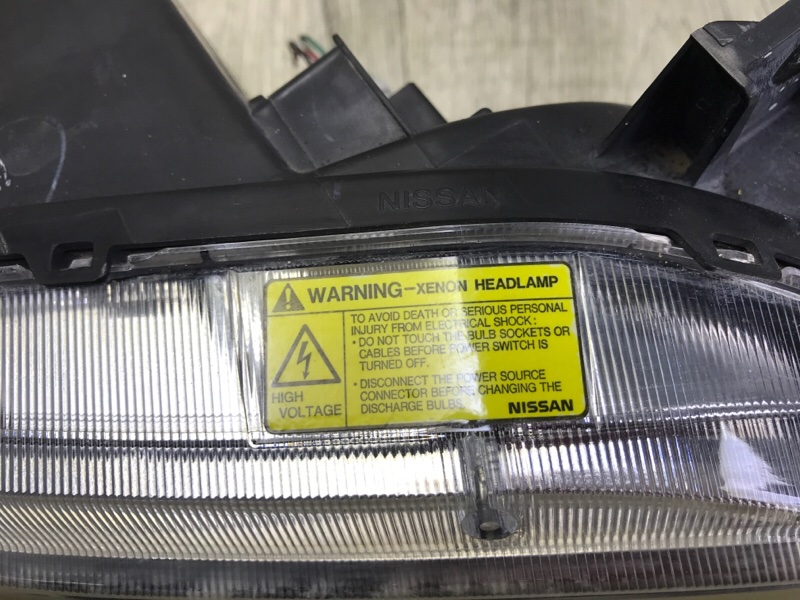 NISSAN
WARNING-XENON HEADLAMP
TO AVOID DEATH OR SERIOUS PERSONAL
INJURY FROM ELECTRICAL SHOCK:
• DO NOT TOUCH THE BULB SOCKETS OR
CABLES BEFORE POWER SWITCH IS
TURNED OFF.
• DISCONNECT THE POWER SOURCE
CONNECTOR BEFORE CHANGING THE
DISCHARGE BULBS.
HIGH
VOLTAGE
NISSAN